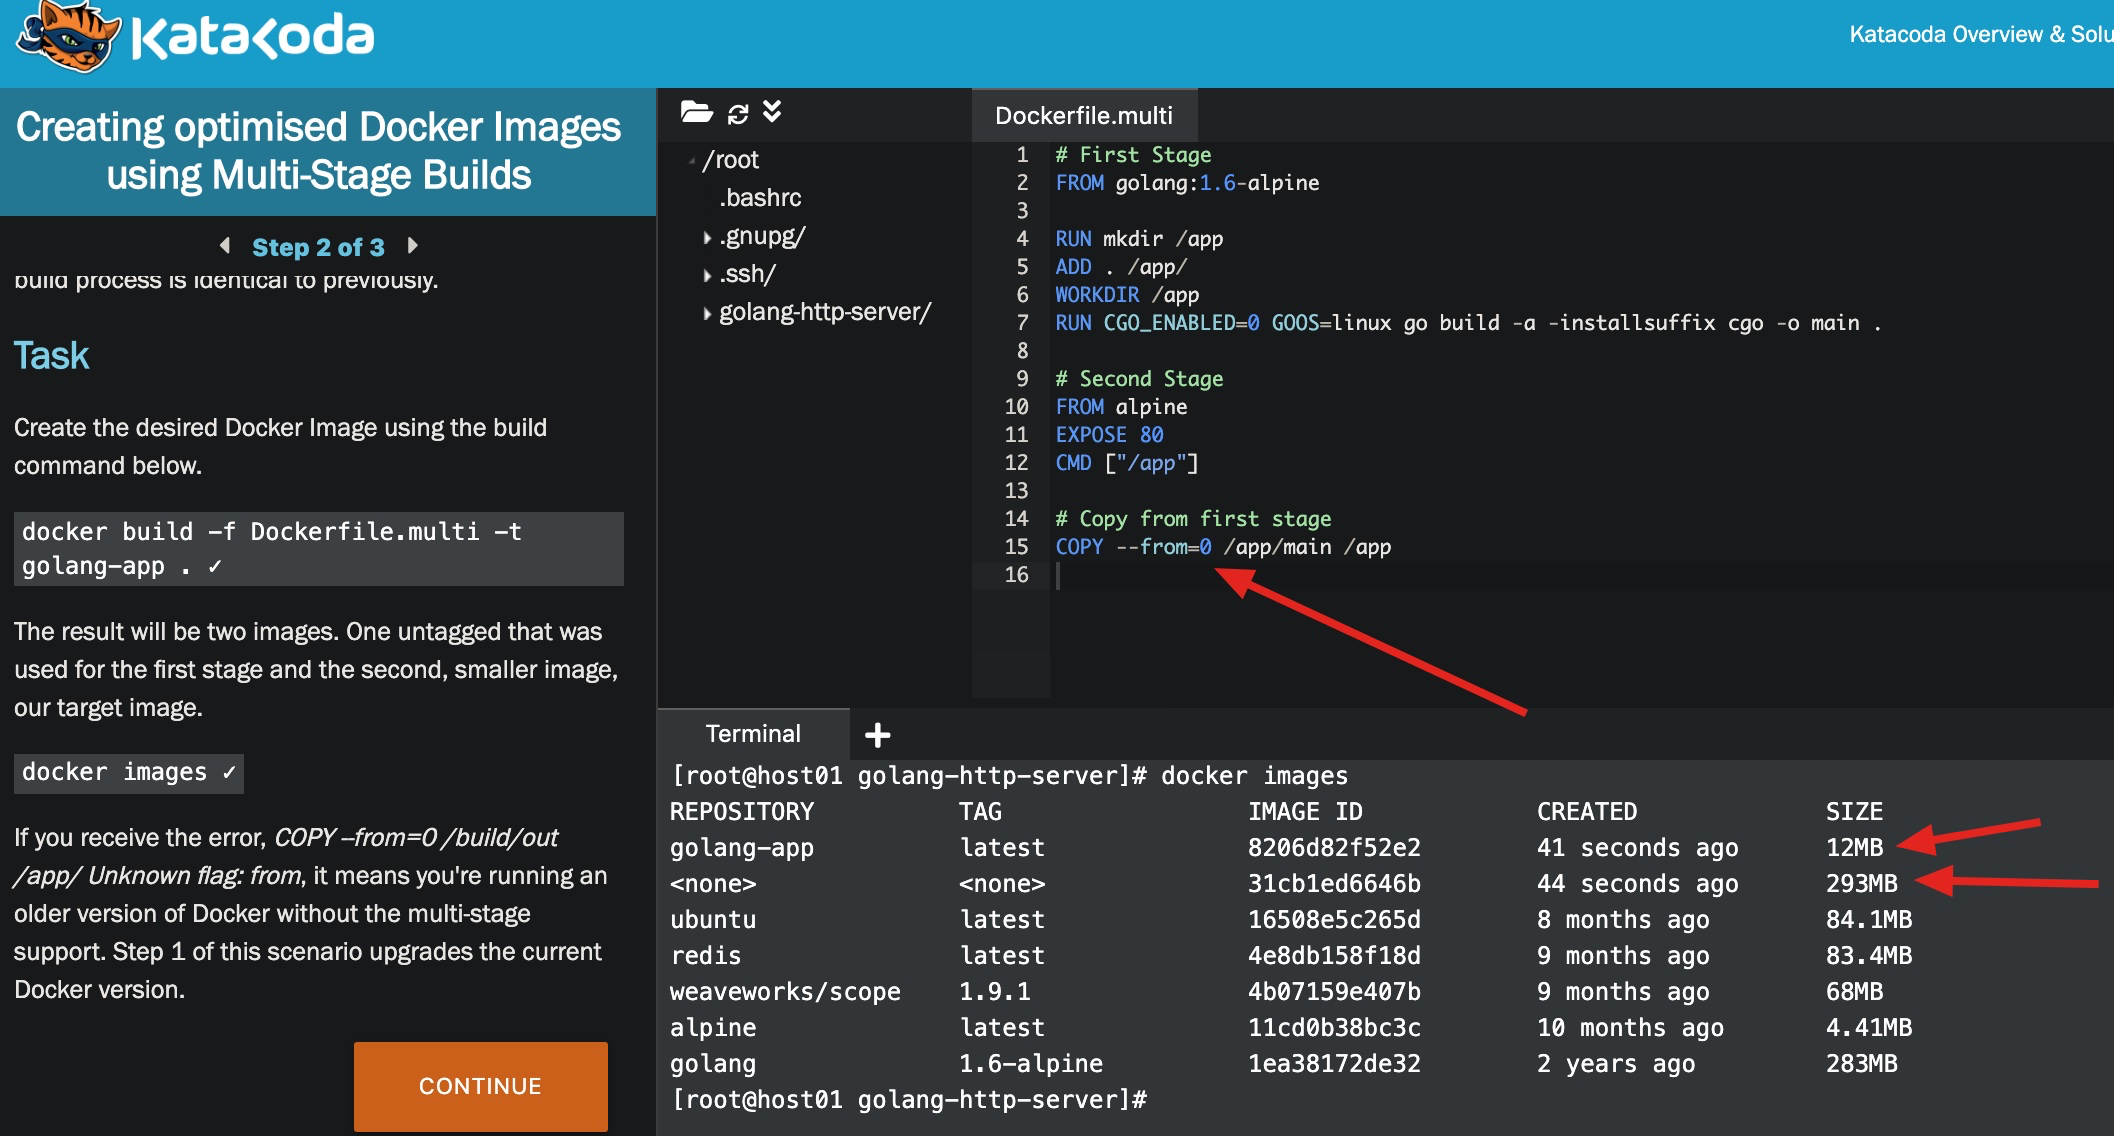 Katacoda
Katacoda Overview & Solu
Creating optimised Docker Images
using Multi-Stage Builds
Step 2 of 3
build process is identical to previously.
Task
Create the desired Docker Image using the build
command below.
docker build -f Dockerfile.multi -t
golang-app . ✓
The result will be two images. One untagged that was
used for the first stage and the second, smaller image,
our target image.
docker images ✓
If you receive the error, COPY --from=0 /build/out
/app/ Unknown flag: from, it means you're running an
older version of Docker without the multi-stage
support. Step 1 of this scenario upgrades the current
Docker version.
CONTINUE
/root
.bashrc
.gnupg/
.ssh/
golang-http-server/
Dockerfile.multi
1 # First Stage
2 FROM golang:1.6-alpine
3
4 RUN mkdir /app
5 ADD . /app/
6 WORKDIR /app
7 RUN CGO_ENABLED=0 GOOS=linux go build -a -installsuffix cgo -o main .
8
9 # Second Stage
10 FROM alpine
11 EXPOSE 80
12 CMD ["/app"]
13
14 # Copy from first stage
15 COPY --from=0 /app/main /app
16
Terminal
[root@host01 golang-http-server]# docker images
REPOSITORY TAG IMAGE ID CREATED SIZE
golang-app latest 8206d82f52e2 41 seconds ago 12MB
<none> <none> 31cb1ed6646b 44 seconds ago 293MB
ubuntu latest 16508e5c265d 8 months ago 84.1MB
redis latest 4e8db158f18d 9 months ago 83.4MB
weaveworks/scope 1.9.1 4b07159e407b 9 months ago 68MB
alpine latest 11cd0b38bc3c 10 months ago 4.41MB
golang 1.6-alpine 1ea38172de32 2 years ago 283MB
[root@host01 golang-http-server]#